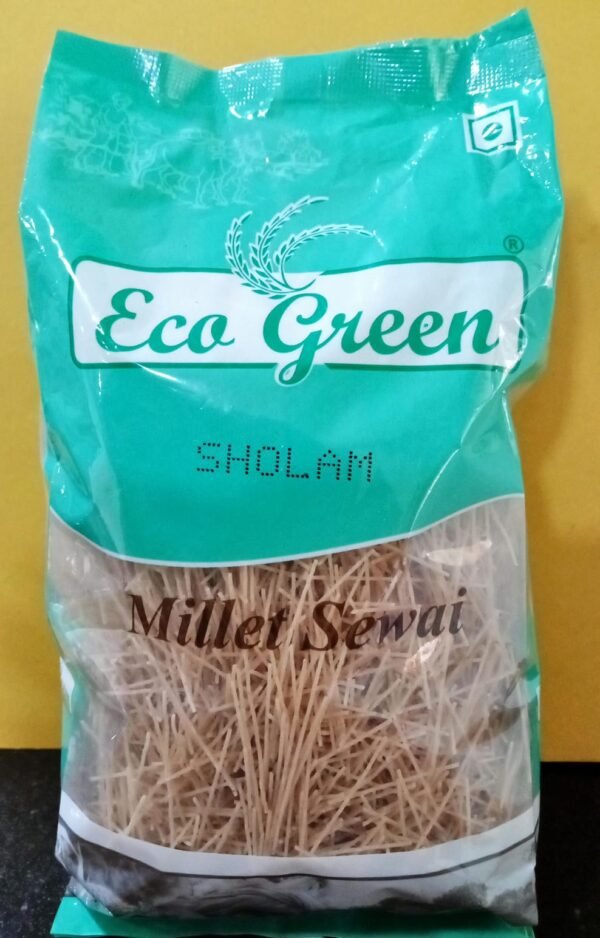 ®
Eco Green
SHOLAM
Millet Sewai